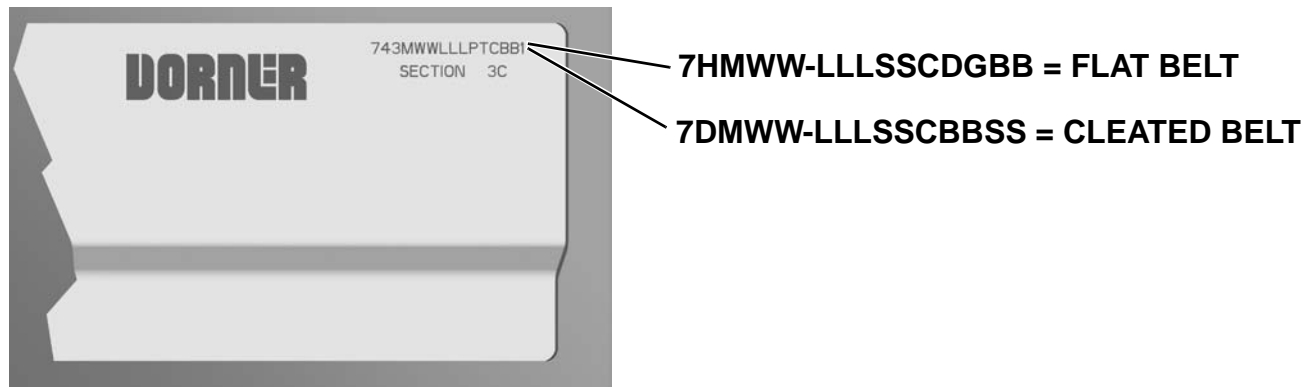 DORNER
743MWWLLLPTCBB1
SECTION 3C
7HMWW-LLLSSCDGBB = FLAT BELT
7DMWW-LLLSSCBBSS = CLEATED BELT